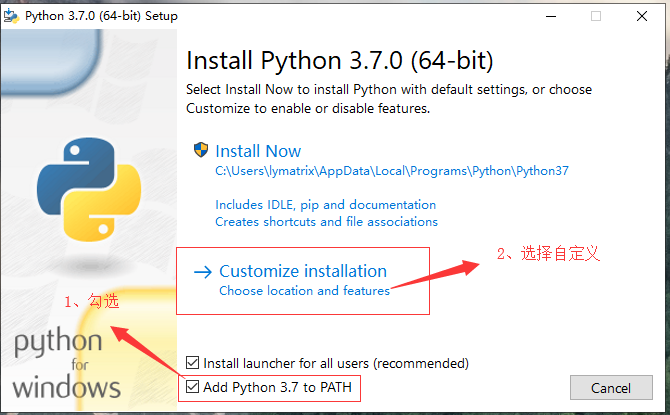 Python 3.7.0 (64-bit) Setup
Install Python 3.7.0 (64-bit)
Select Install Now to install Python with default settings, or choose
Customize to enable or disable features.
Install Now
C:\Users\lymatrix\AppData\Local\Programs\Python\Python37
Includes IDLE, pip and documentation
Creates shortcuts and file associations
Customize installation
Choose location and features
2、选择自定义
1、勾选
Install launcher for all users (recommended)
Add Python 3.7 to PATH
python
for
windows
Cancel